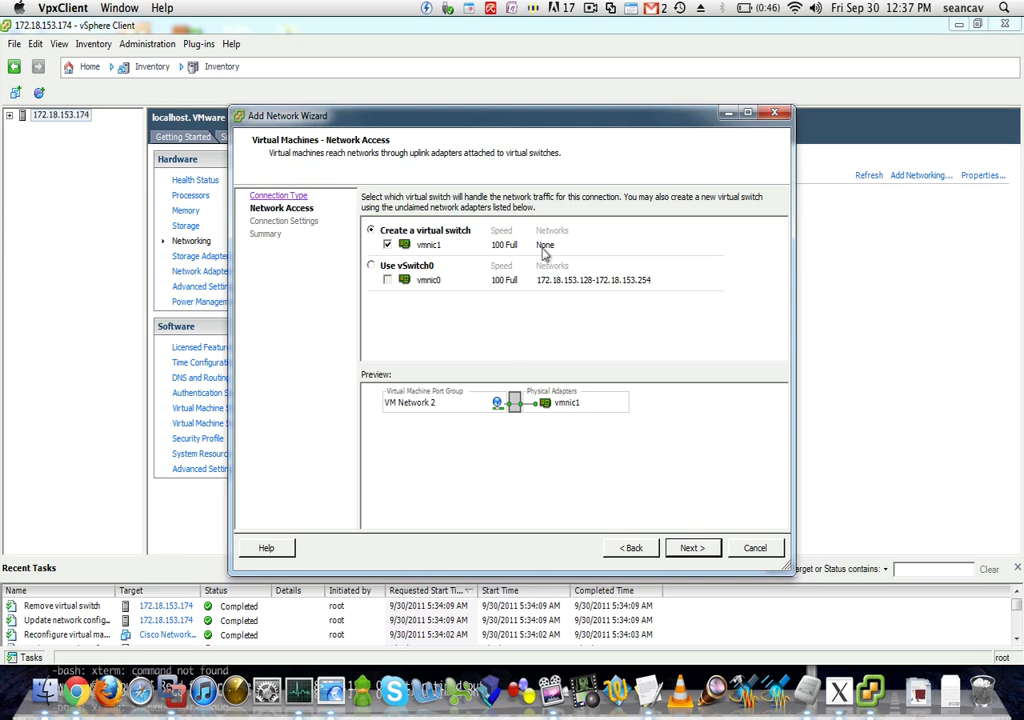 VpxClient Window Help
17
2
(0:46)
Fri Sep 30 12:37 PM seancav
172.18.153.174 - vSphere Client
File Edit View Inventory Administration Plug-ins Help
Home Inventory Inventory
172.18.153.174
localhost. VMware
Getting Started
Hardware
Health Status
Processors
Memory
Storage
Networking
Storage Adapte
Network Adapte
Advanced Settin
Power Managem
Software
Licensed Featur
Time Configurat
DNS and Routing
Authentication S
Virtual Machine S
Virtual Machine S
Security Profile
System Resourc
Advanced Settin
Refresh Add Networking... Properties...
Add Network Wizard
Virtual Machines - Network Access
Virtual machines reach networks through uplink adapters attached to virtual switches.
Connection Type
Network Access
Connection Settings
Summary
Select which virtual switch will handle the network traffic for this connection. You may also create a new virtual switch
using the unclaimed network adapters listed below.
Create a virtual switch Speed Networks
vmnic1 100 Full None
Use vSwitch0 Speed Networks
vmnic0 100 Full 172.18.153.128-172.18.153.254
Preview:
Virtual Machine Port Group Physical Adapters
VM Network 2 vmnic1
Help < Back Next > Cancel
Recent Tasks
arget or Status contains: Clear
Name Target Status Details Initiated by Requested Start Ti... Start Time Completed Time
Remove virtual switch 172.18.153.174 Completed root 9/30/2011 5:34:09 AM 9/30/2011 5:34:09 AM 9/30/2011 5:34:09 AM
Update network config... 172.18.153.174 Completed root 9/30/2011 5:34:09 AM 9/30/2011 5:34:09 AM 9/30/2011 5:34:09 AM
Reconfigure virtual ma... Cisco Network... Completed root 9/30/2011 5:34:02 AM 9/30/2011 5:34:02 AM 9/30/2011 5:34:03 AM
Tasks root
-bash: xterm: command not found